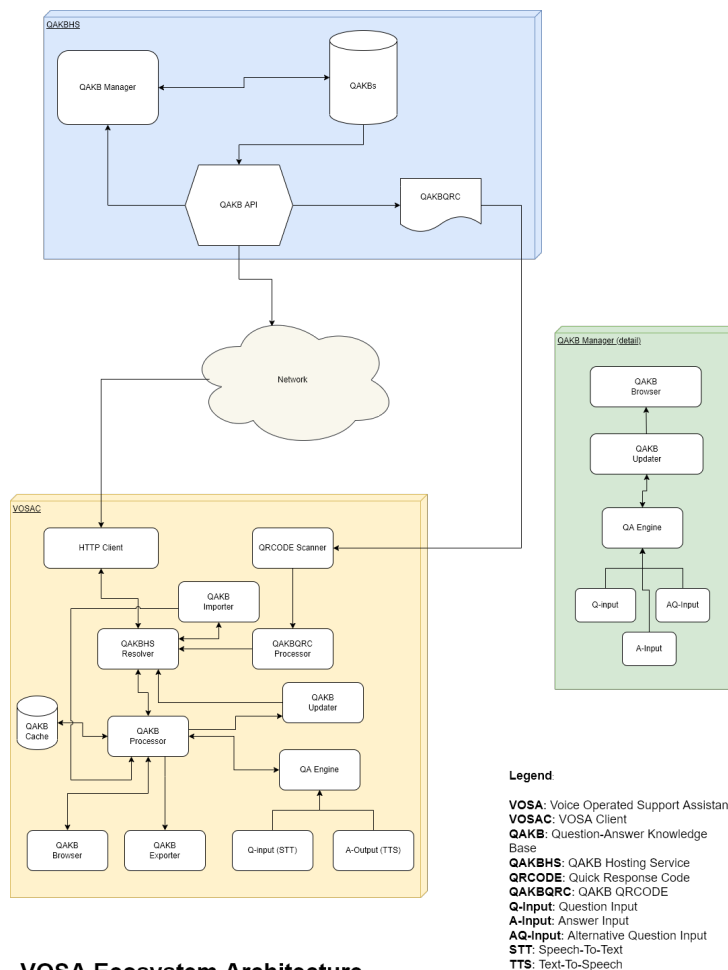 QAKBHS
QAKB Manager
QAKBs
QAKB API
QAKBQRC
Network
QAKB Manager (detail)
QAKB
Browser
QAKB
Updater
QA Engine
Q-input
AQ-Input
A-Input
VOSAC
HTTP Client
QRCODE Scanner
QAKB
Importer
QAKBHS
Resolver
QAKBQRC
Processor
QAKB
Updater
QAKB
Cache
QAKB
Processor
QA Engine
QAKB
Browser
QAKB
Exporter
Q-input (STT)
A-Output (TTS)
Legend:
VOSA: Voice Operated Support Assistan
VOSAC: VOSA Client
QAKB: Question-Answer Knowledge
Base
QAKBHS: QAKB Hosting Service
QRCODE: Quick Response Code
QAKBQRC: QAKB QRCODE
Q-Input: Question Input
A-Input: Answer Input
AQ-Input: Alternative Question Input
STT: Speech-To-Text
TTS: Text-To-Speech
VOSA Ecosystem Architecture